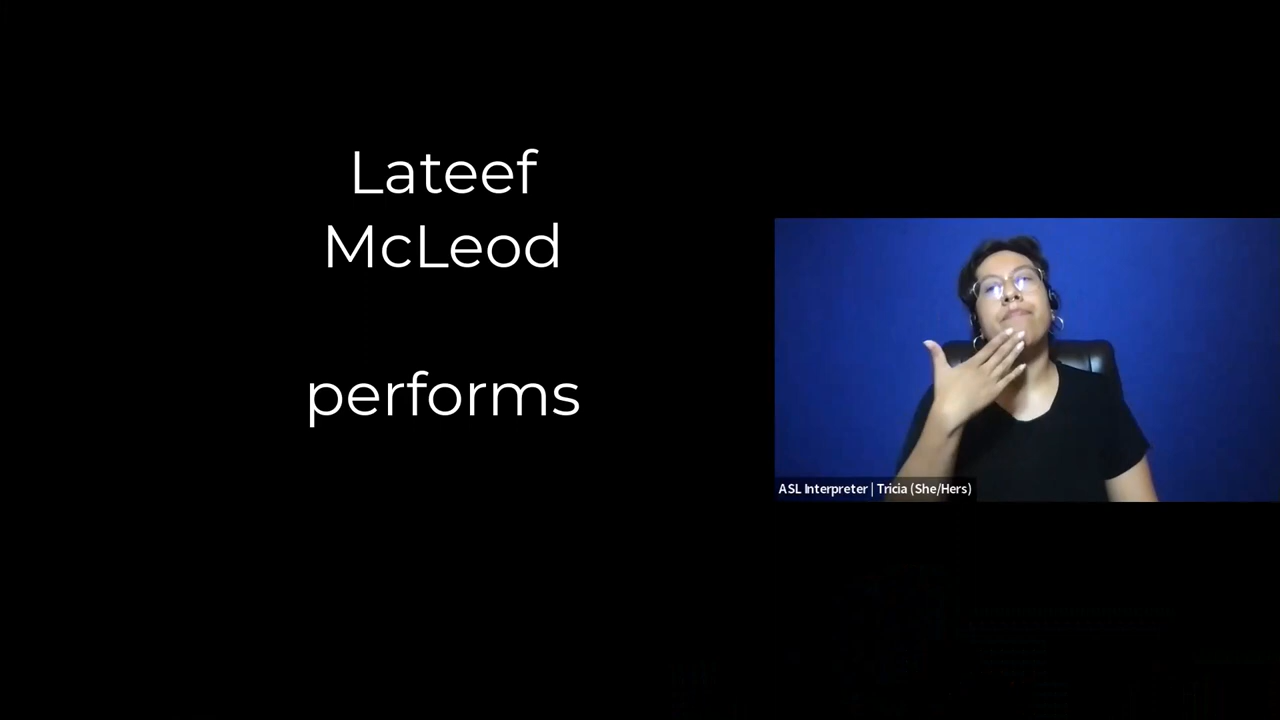 Lateef
McLeod
performs
ASL Interpreter | Tricia (She/Hers)